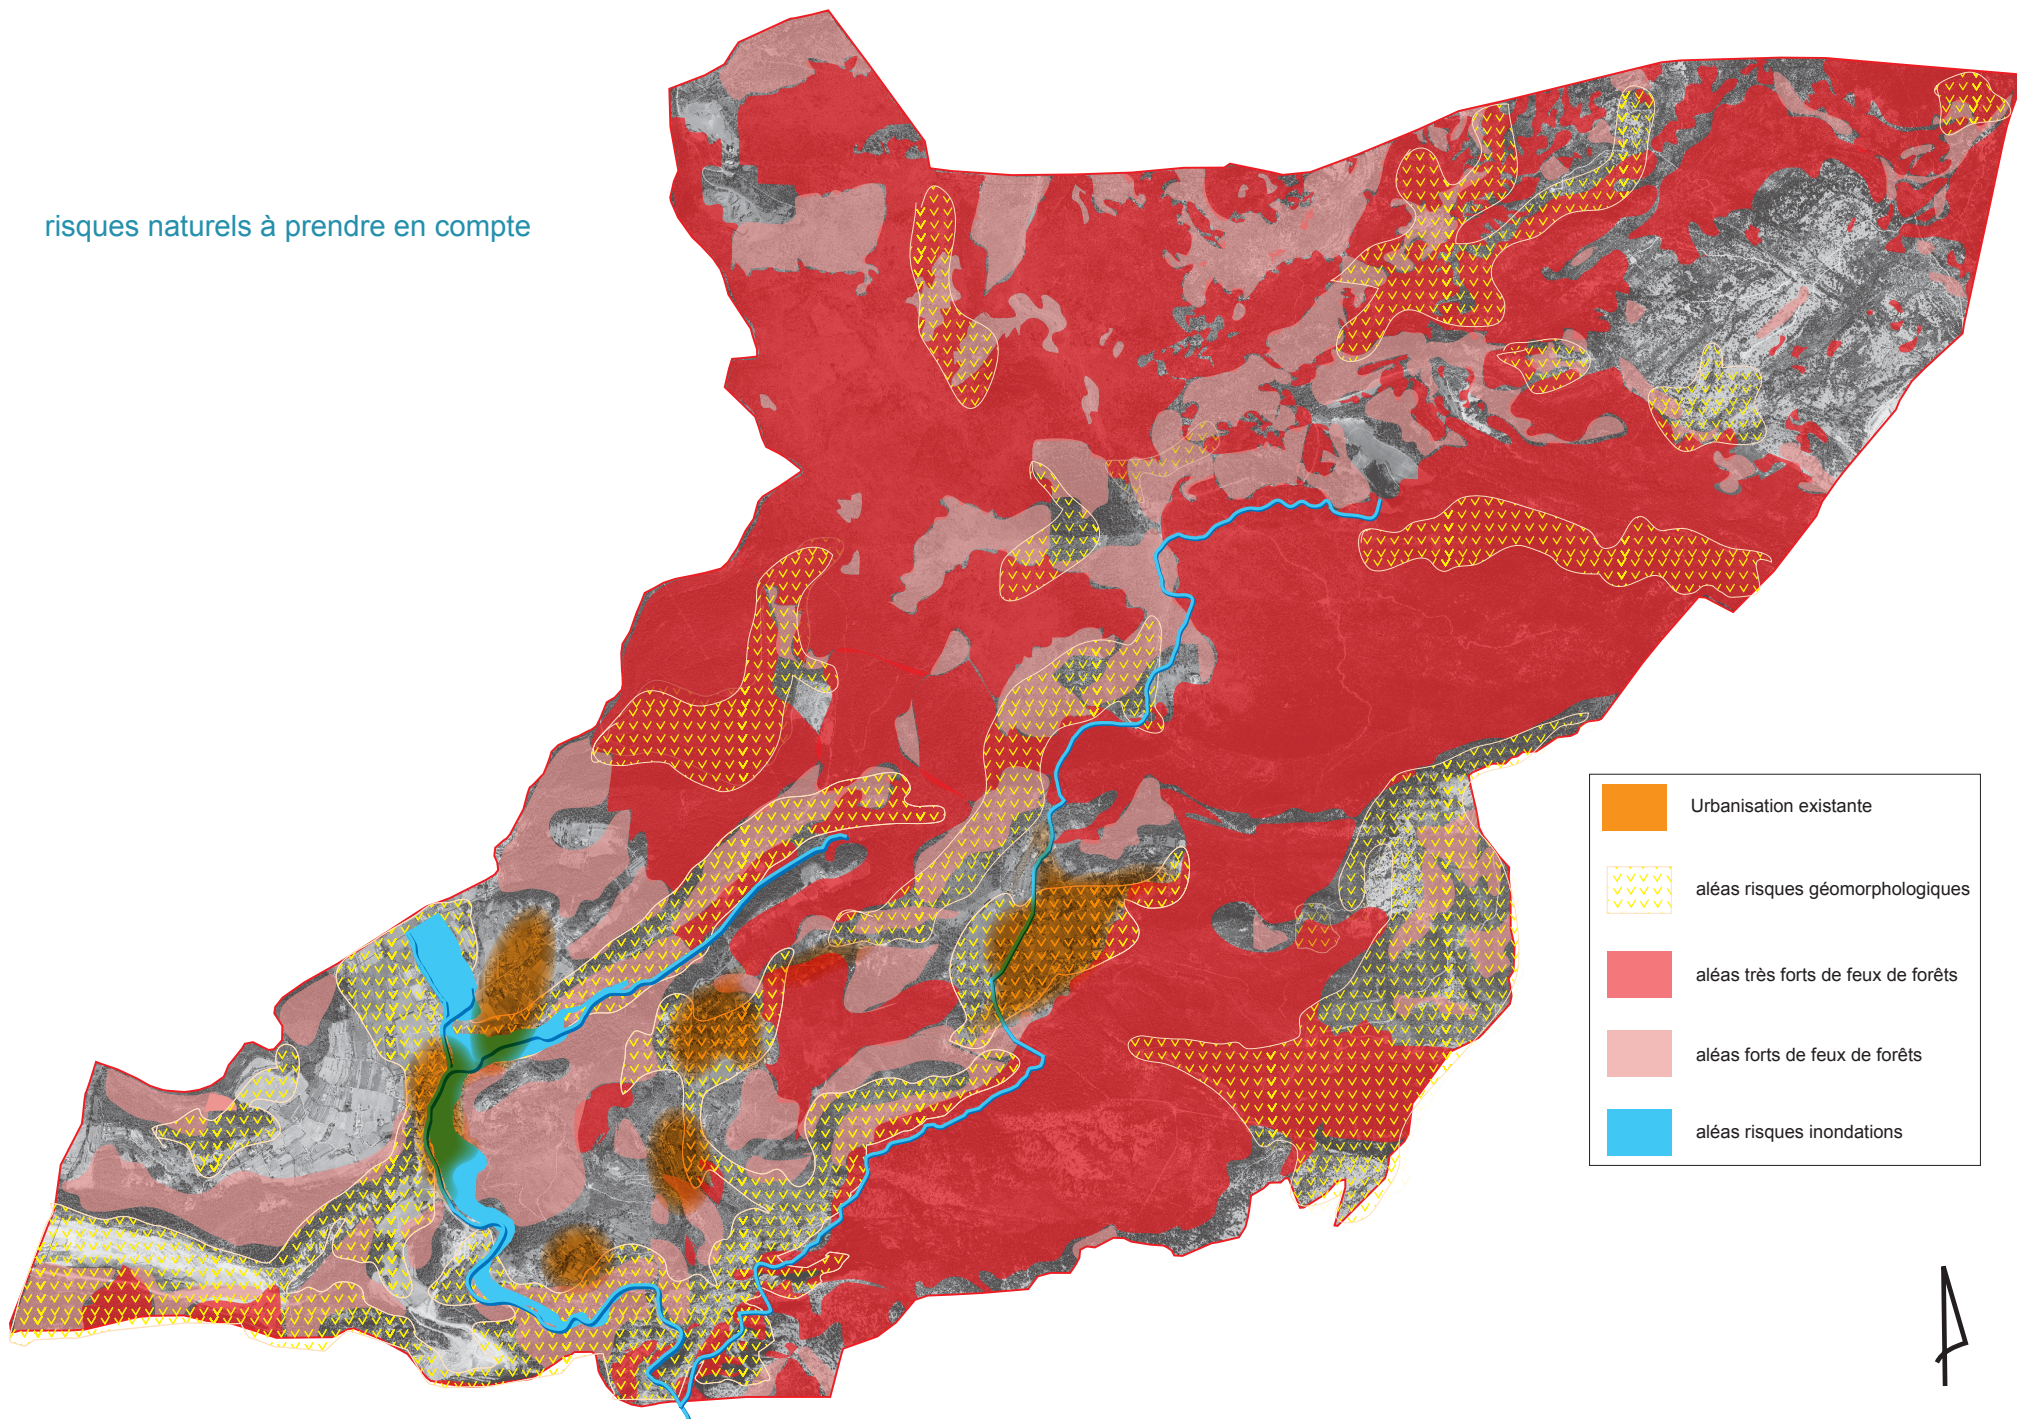 risques naturels à prendre en compte
Urbanisation existante
aléas risques géomorphologiques
aléas très forts de feux de forêts
aléas forts de feux de forêts
aléas risques inondations